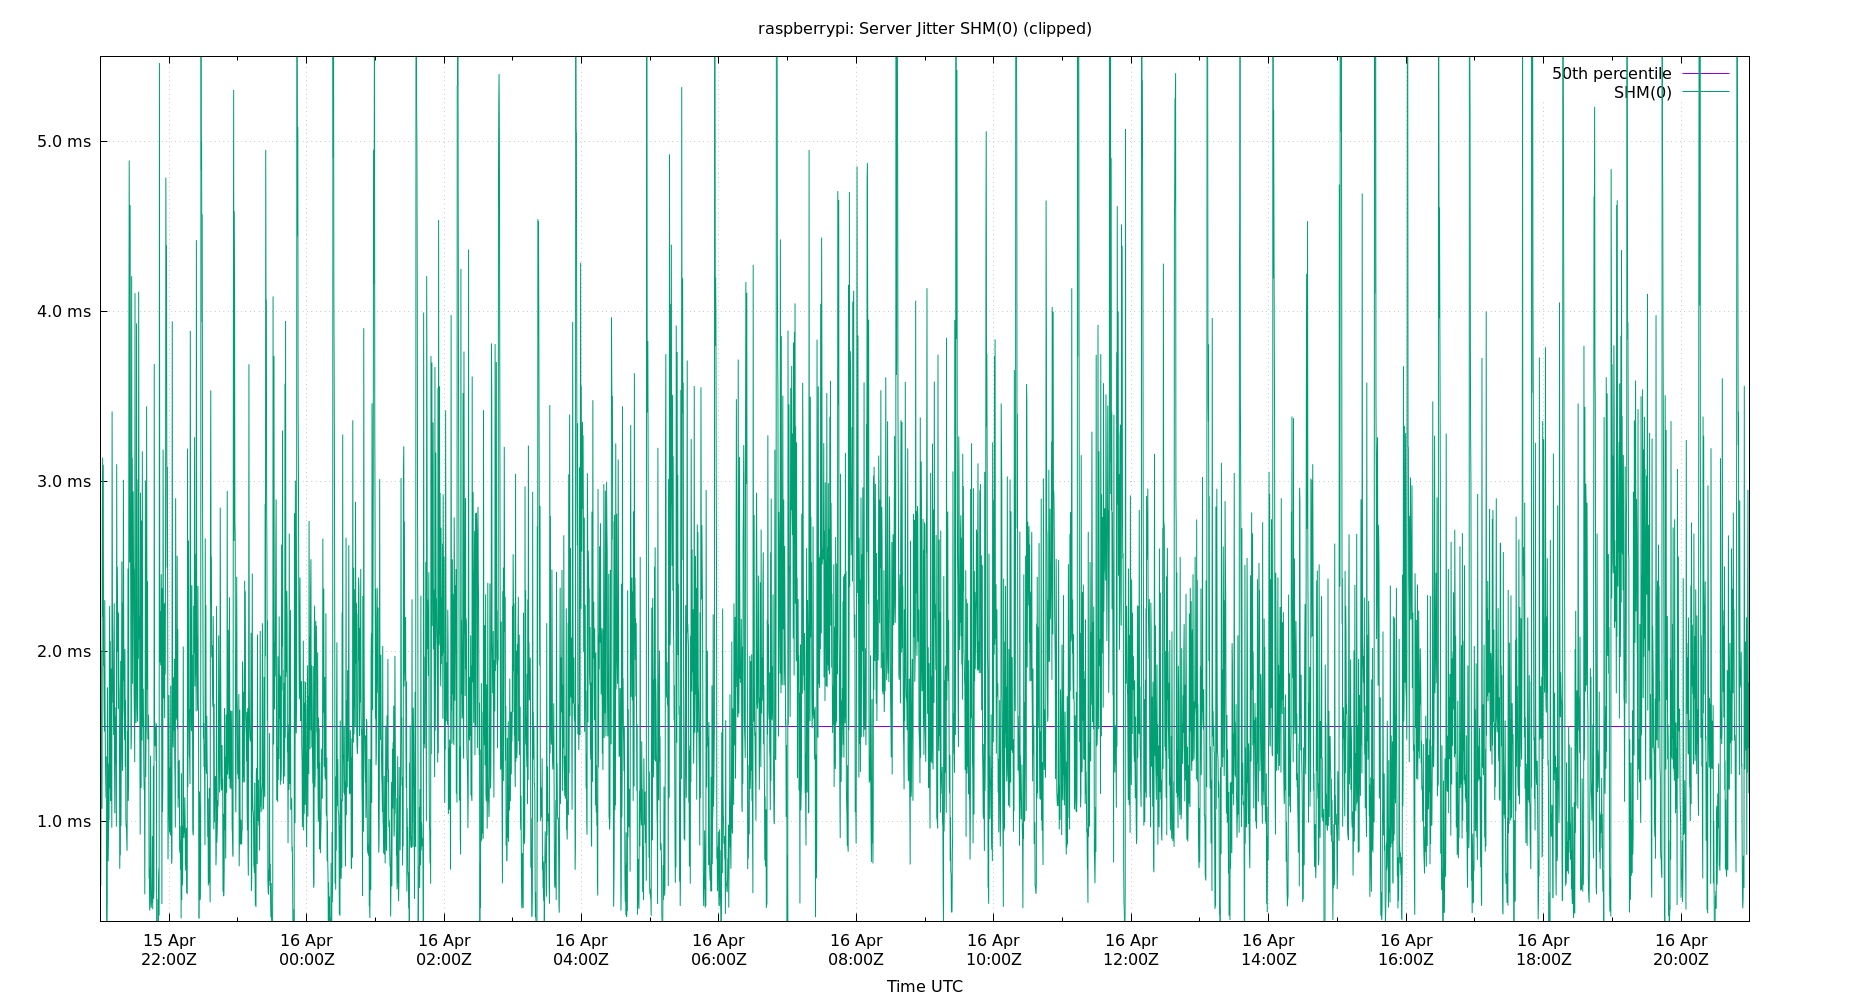 raspberrypi: Server Jitter SHM(0) (clipped)
50th percentile
SHM(0)
5.0 ms
4.0 ms
3.0 ms
2.0 ms
1.0 ms
15 Apr 16 Apr 16 Apr 16 Apr 16 Apr 16 Apr 16 Apr 16 Apr 16 Apr 16 Apr 16 Apr 16 Apr
22:00Z 00:00Z 02:00Z 04:00Z 06:00Z 08:00Z 10:00Z 12:00Z 14:00Z 16:00Z 18:00Z 20:00Z
Time UTC